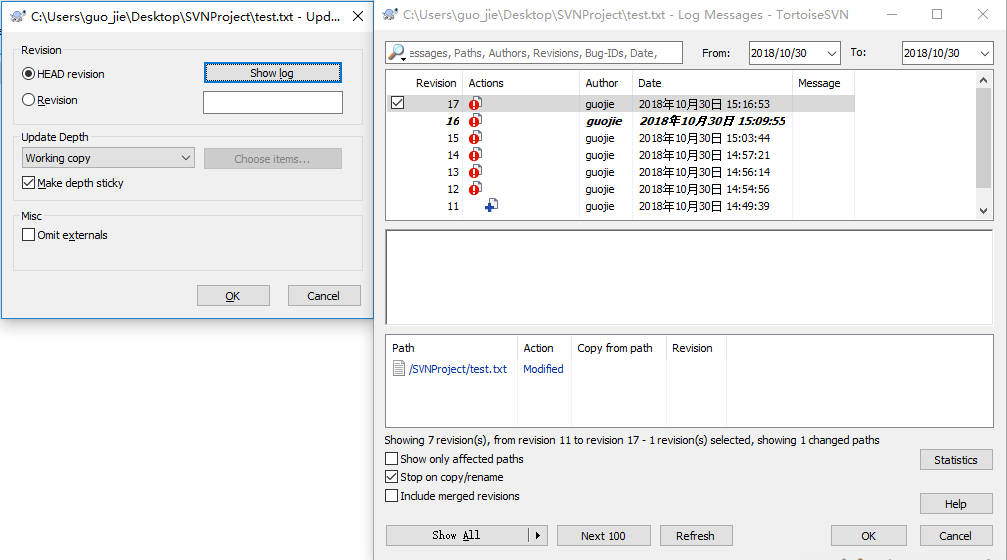 C:\Users\guo_jie\Desktop\SVNProject\test.txt - Upd...
Revision
HEAD revision
Show log
Revision
Update Depth
Working copy
Choose items...
Make depth sticky
Misc
Omit externals
OK
Cancel
C:\Users\guo_jie\Desktop\SVNProject\test.txt - Log Messages - TortoiseSVN
essages, Paths, Authors, Revisions, Bug-IDs, Date,
From:
2018/10/30
To:
2018/10/30
Revision Actions Author Date Message
17 guojie 2018年10月30日 15:16:53
16 guojie 2018年10月30日 15:09:55
15 guojie 2018年10月30日 15:03:44
14 guojie 2018年10月30日 14:57:21
13 guojie 2018年10月30日 14:56:14
12 guojie 2018年10月30日 14:54:56
11 guojie 2018年10月30日 14:49:39
Path Action Copy from path Revision
/SVNProject/test.txt Modified
Showing 7 revision(s), from revision 11 to revision 17 - 1 revision(s) selected, showing 1 changed paths
Show only affected paths
Statistics
Stop on copy/rename
Include merged revisions
Help
Show All
Next 100
Refresh
OK
Cancel